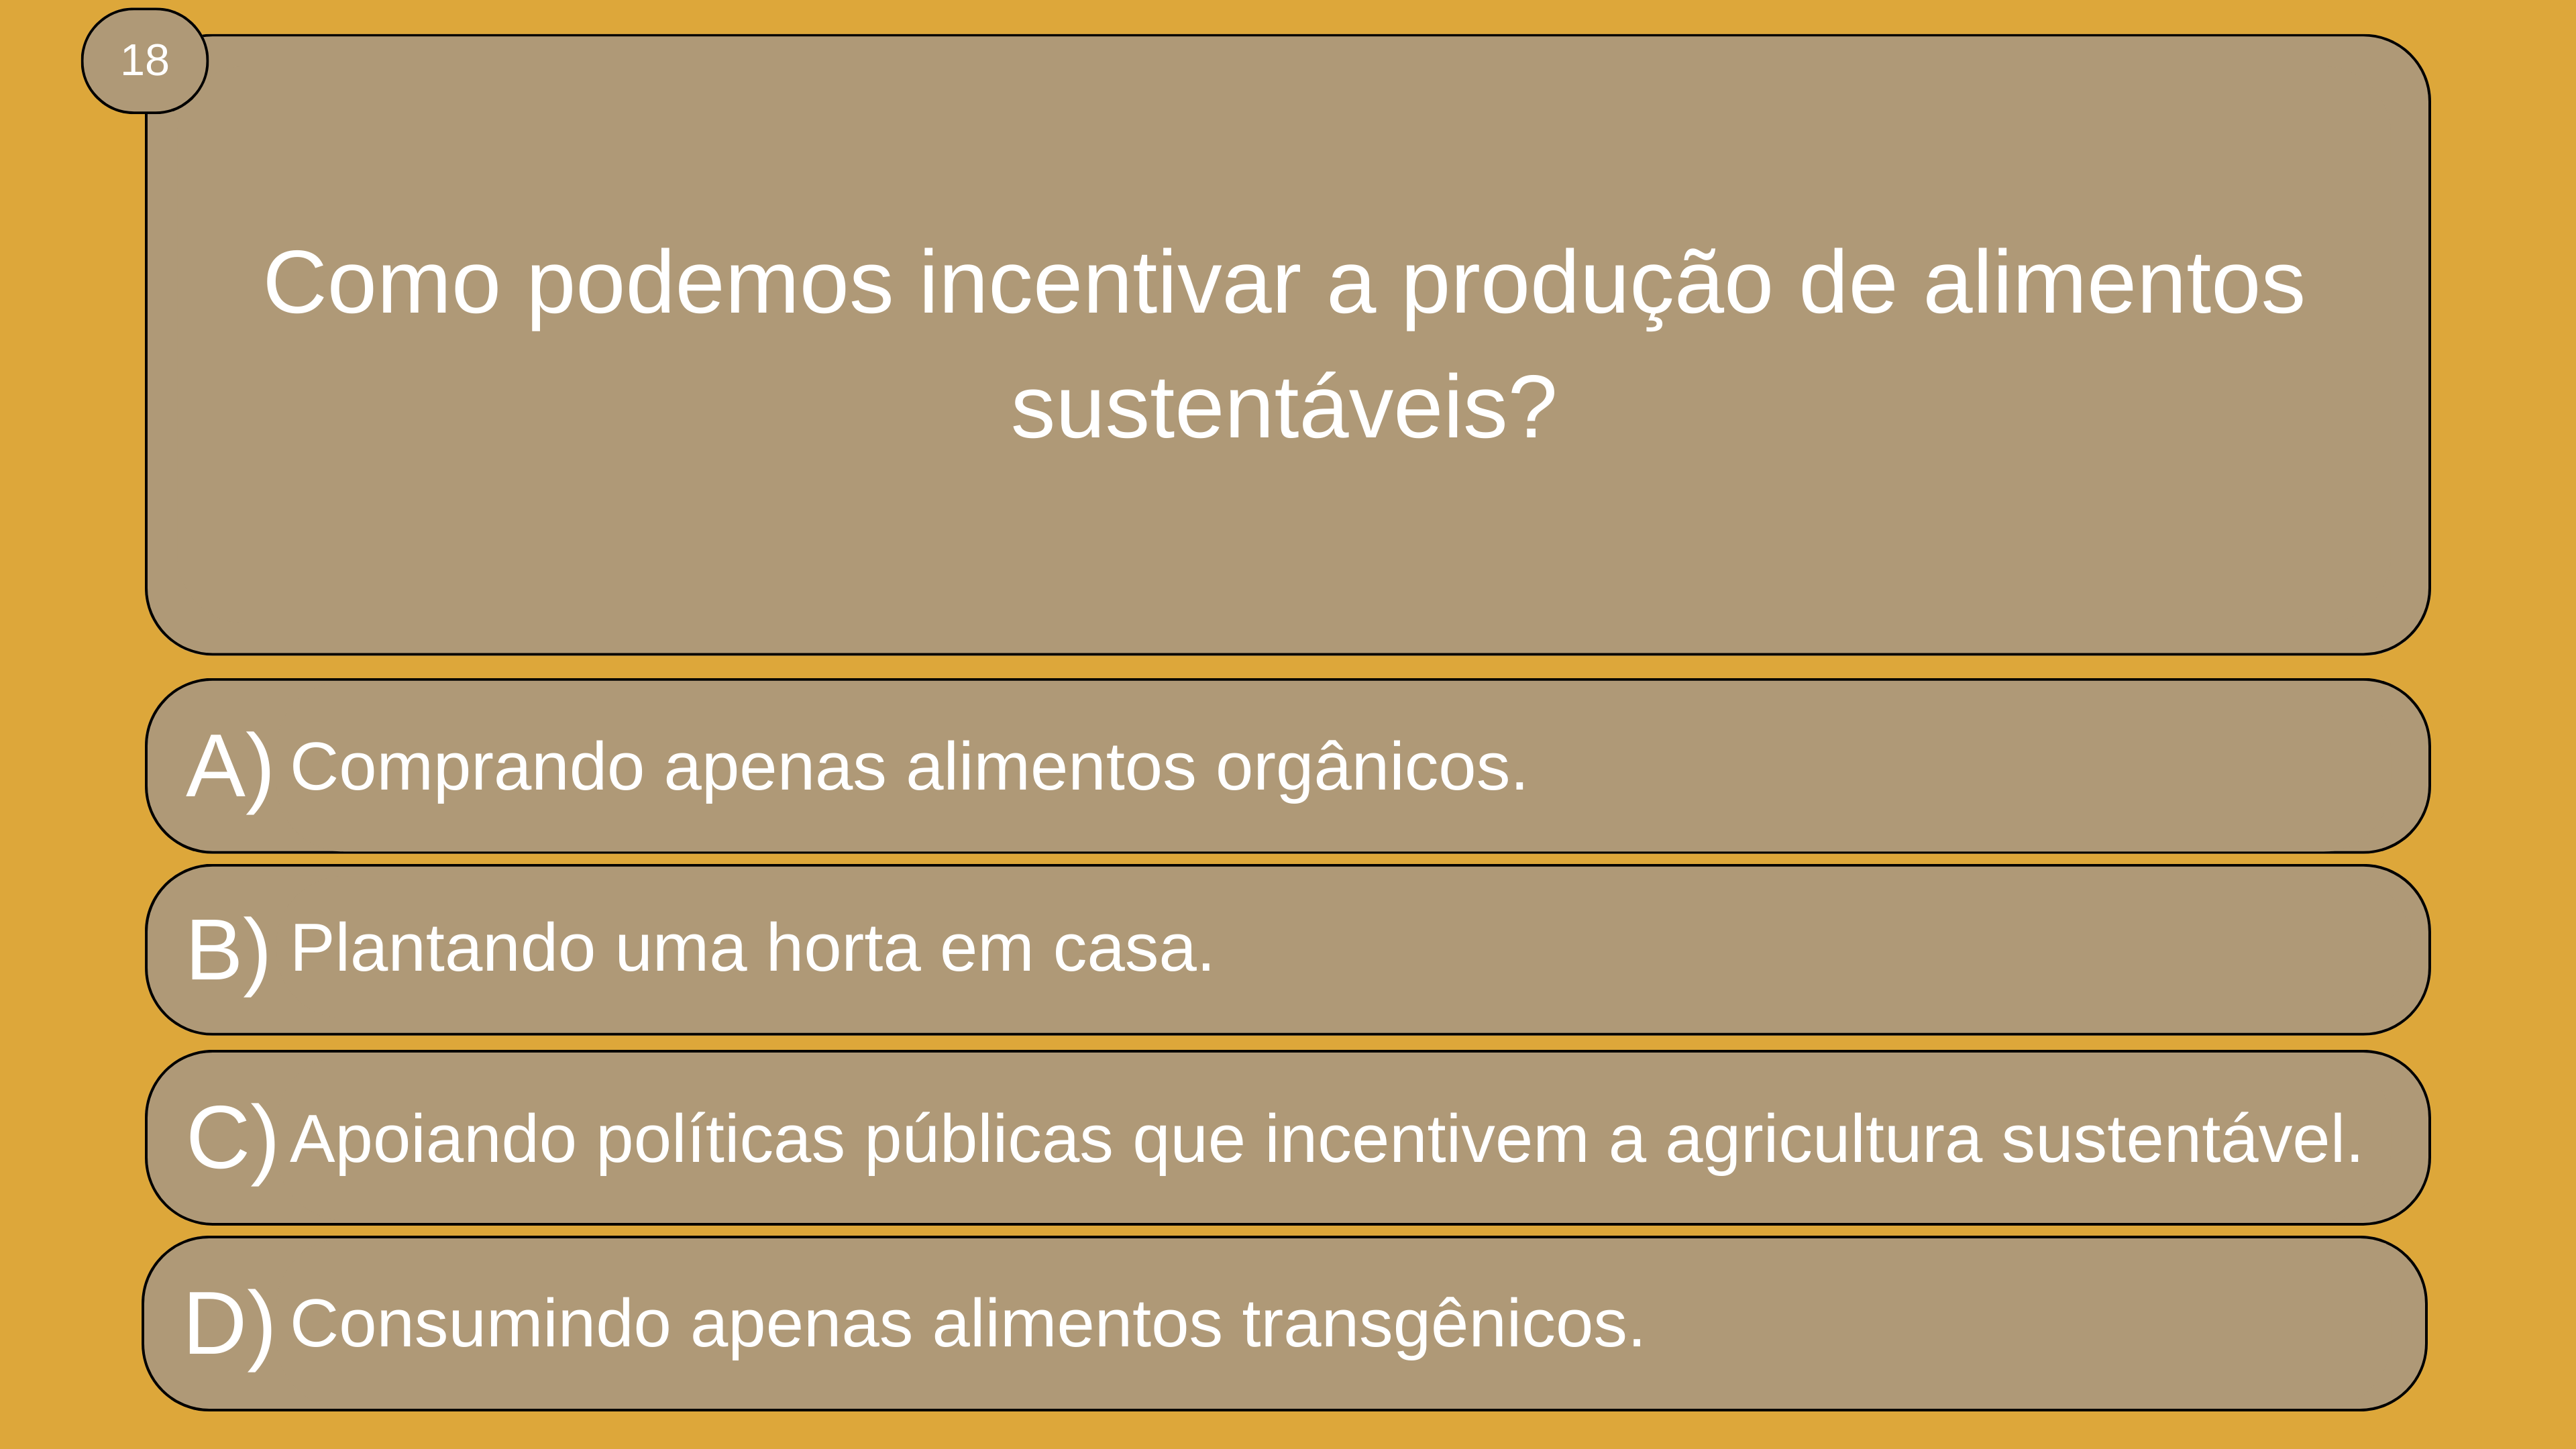 18
Como podemos incentivar a produção de alimentos
sustentáveis?
A) Comprando apenas alimentos orgânicos.
B) Plantando uma horta em casa.
C) Apoiando políticas públicas que incentivem a agricultura sustentável.
D) Consumindo apenas alimentos transgênicos.